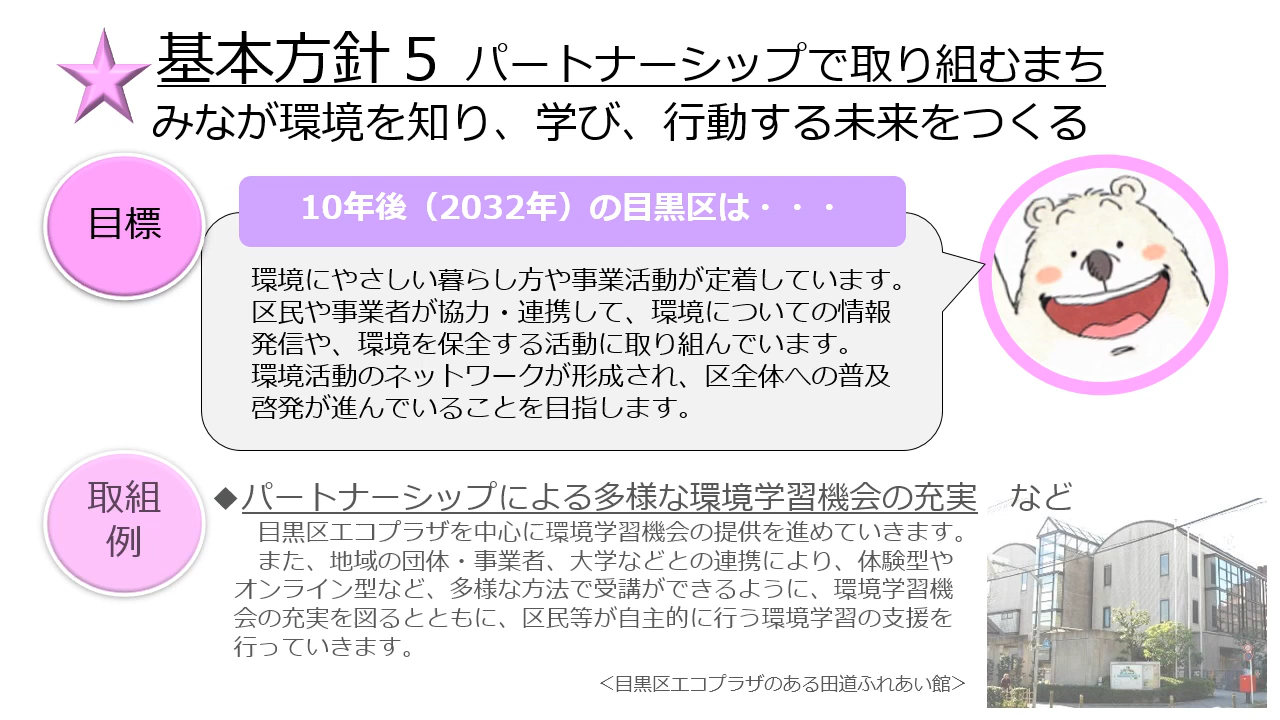 基本方針５ パートナーシップで取り組むまち
みなが環境を知り、学び、行動する未来をつくる
目標
10年後（2032年）の目黒区は・・・
環境にやさしい暮らし方や事業活動が定着しています。
区民や事業者が協力・連携して、環境についての情報
発信や、環境を保全する活動に取り組んでいます。
環境活動のネットワークが形成され、区全体への普及
啓発が進んでいることを目指します。
取組
例
◆パートナーシップによる多様な環境学習機会の充実　など
　目黒区エコプラザを中心に環境学習機会の提供を進めていきます。
　また、地域の団体・事業者、大学などとの連携により、体験型や
オンライン型など、多様な方法で受講ができるように、環境学習機
会の充実を図るとともに、区民等が自主的に行う環境学習の支援を
行っていきます。
＜目黒区エコプラザのある田道ふれあい館＞